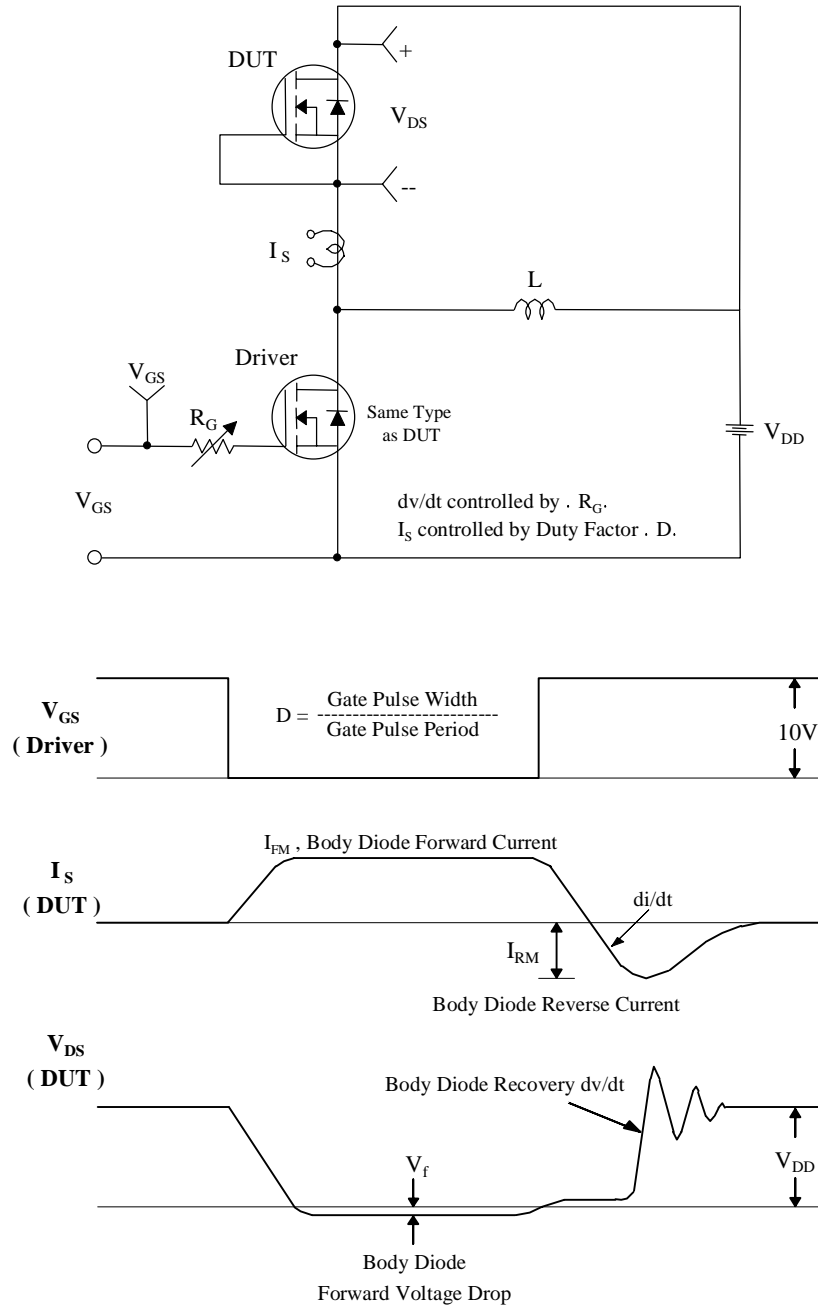 DUT
+
V_DS
--
I_S
L
Driver
V_GS
R_G
Same Type
as DUT
V_DD
V_GS
dv/dt controlled by . R_G.
I_S controlled by Duty Factor . D.
V_GS
( Driver )
D = Gate Pulse Width
--------------------------
Gate Pulse Period
10V
I_FM , Body Diode Forward Current
I_S
( DUT )
di/dt
I_RM
Body Diode Reverse Current
V_DS
( DUT )
Body Diode Recovery dv/dt
V_f
V_DD
Body Diode
Forward Voltage Drop